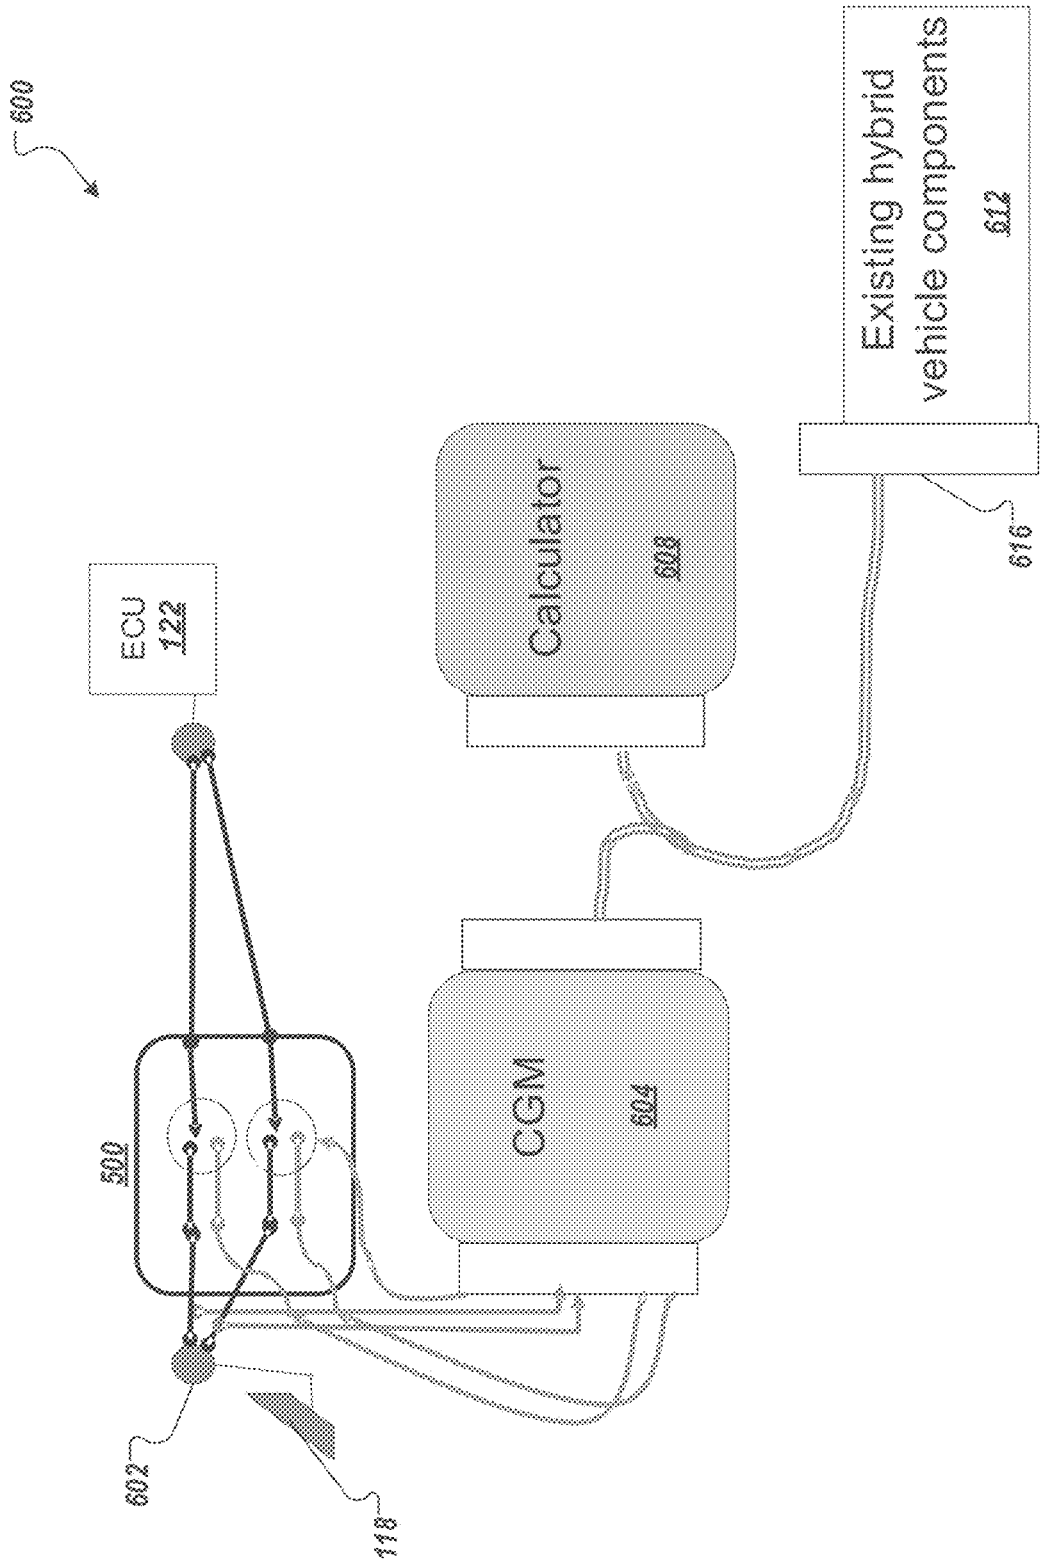 600
ECU
122
500
602
118
CGM
604
Calculator
608
Existing hybrid
vehicle components
612
616